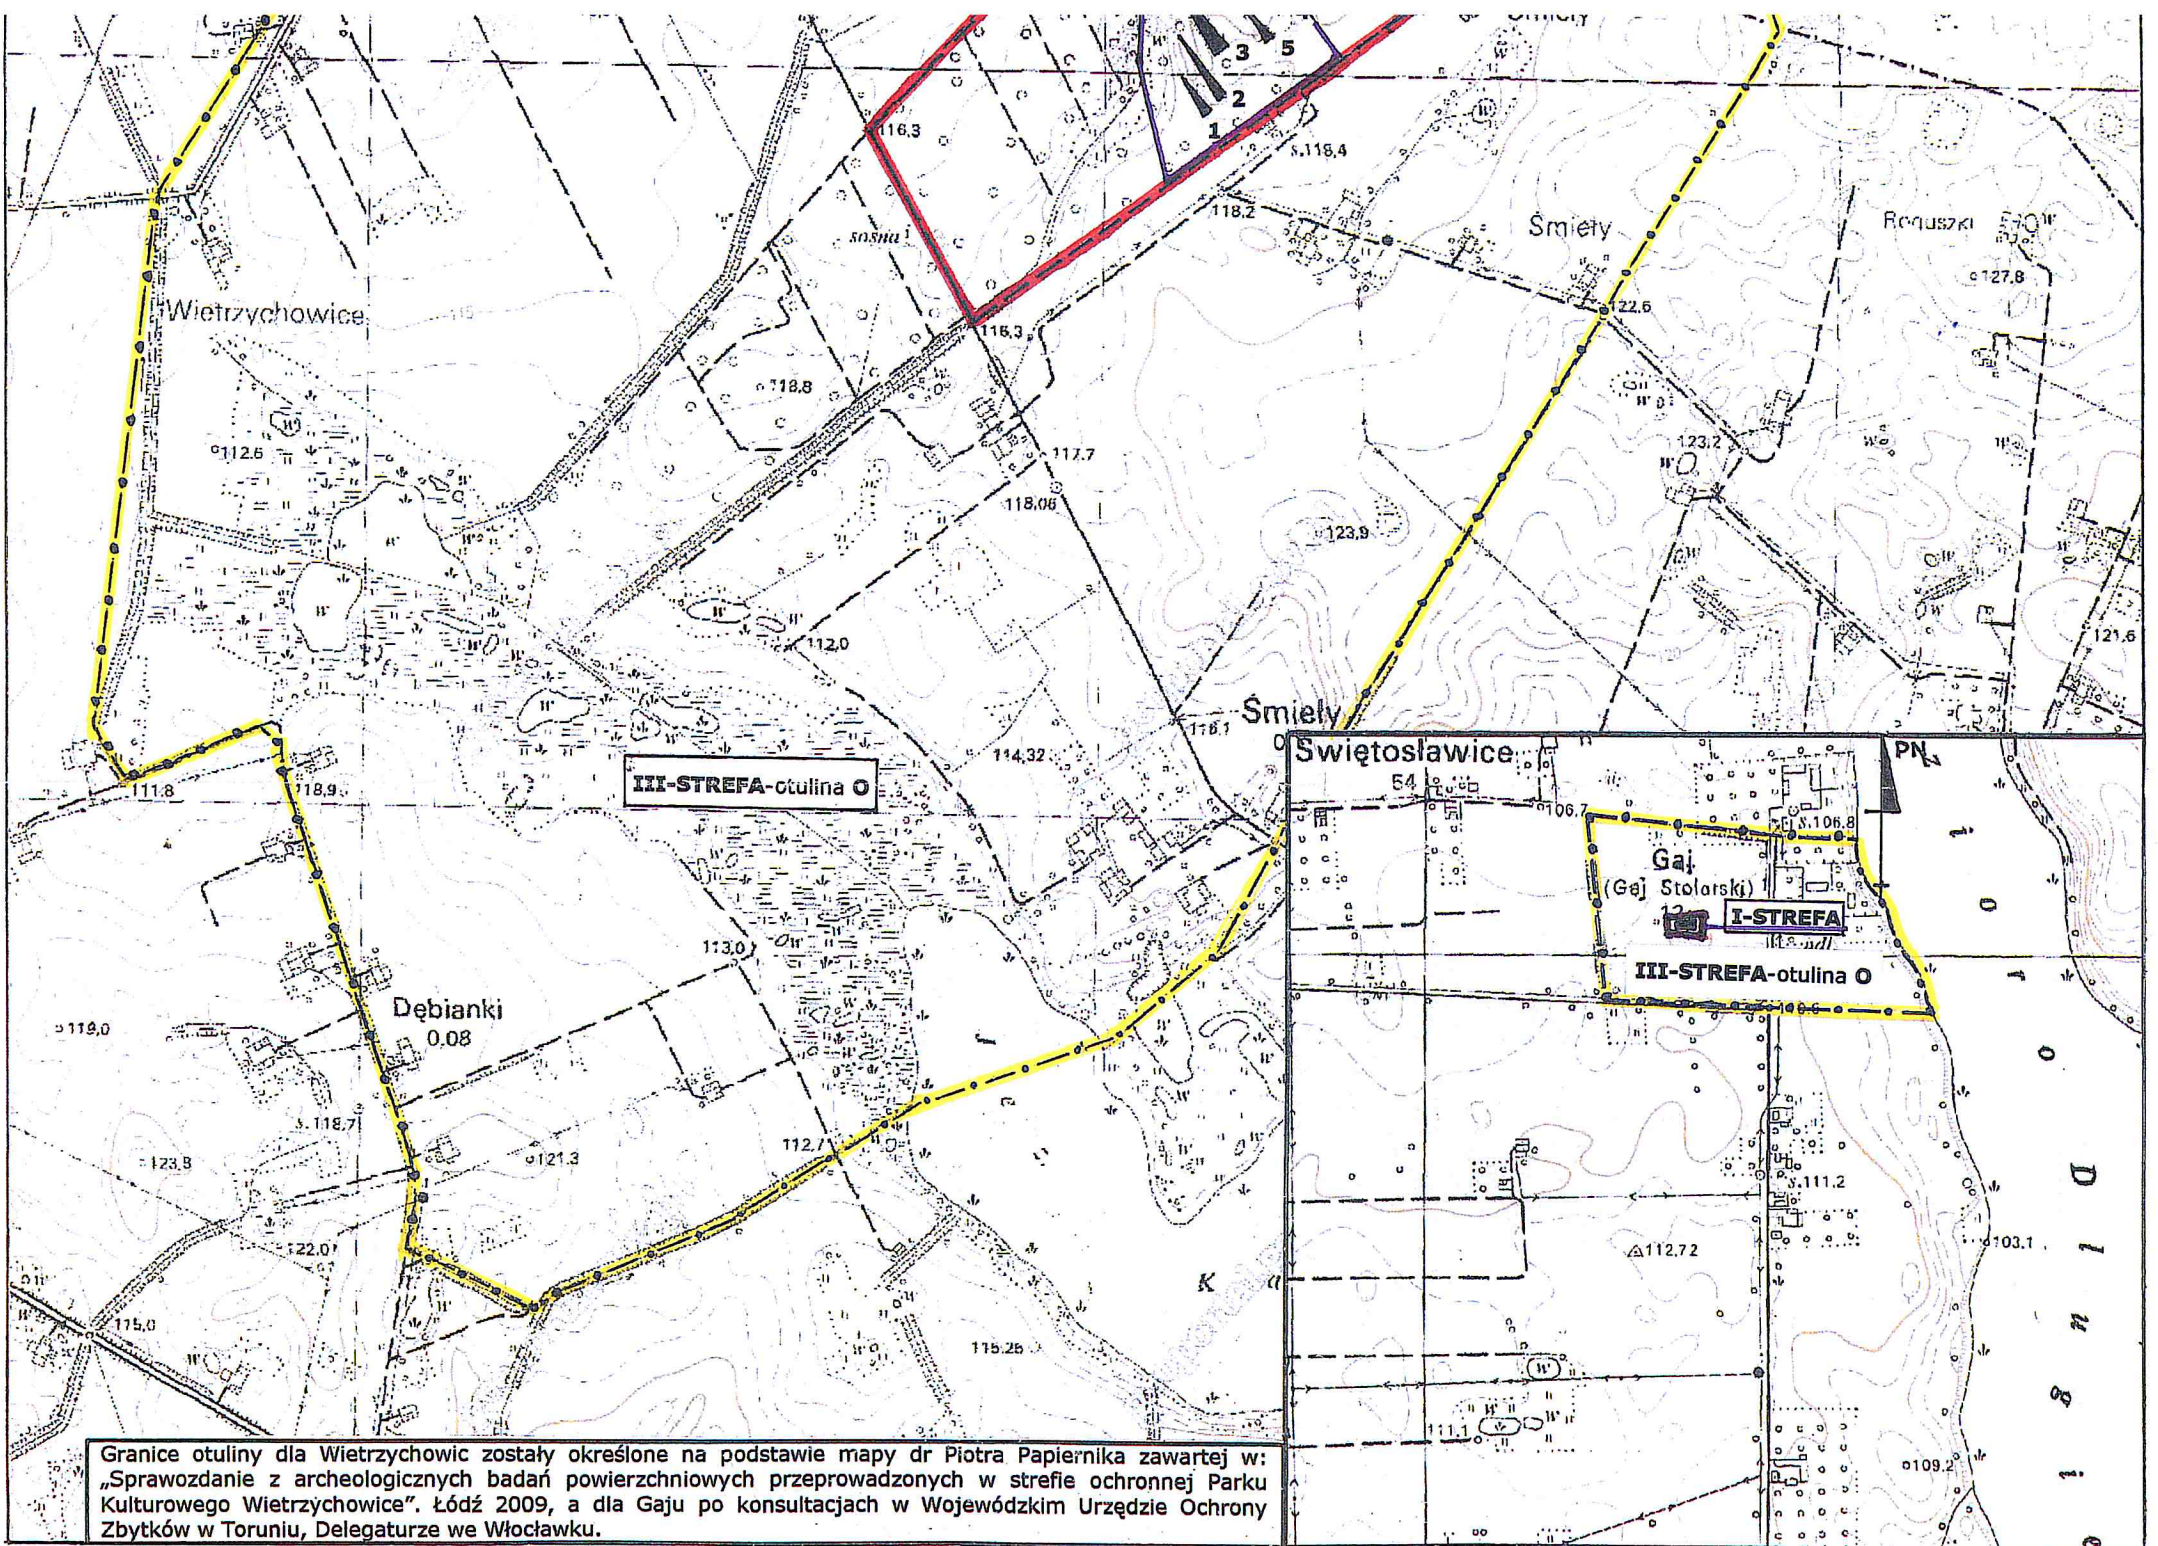 3
5
2
1
116,3
s.118,4
118.2
Śmieły
sosna
127.8
Wietrzychowice
116.3
122.6
118.8
112.6
117.7
123.2
118.06
123.9
112.0
121.6
Śmieły
116.1
114,32
111.8
118,9
III-STREFA-otulina O
Świętosławice
64
PN
106.7
s.106.8
Gaj
(Gaj Stolarski)
I-STREFA
III-STREFA-otulina O
113.0
Dębianki
0.08
119,0
s.118.7
123,8
121.3
112.7
s.111.2
122.0
112.72
103.1
K
115,0
115.26
111.1
109.2
j
e
z
i
o
r
o
D
ł
u
g
i
e
Granice otuliny dla Wietrzychowic zostały określone na podstawie mapy dr Piotra Papiernika zawartej w:
„Sprawozdanie z archeologicznych badań powierzchniowych przeprowadzonych w strefie ochronnej Parku
Kulturowego Wietrzychowice”. Łódź 2009, a dla Gaju po konsultacjach w Wojewódzkim Urzędzie Ochrony
Zbytków w Toruniu, Delegaturze we Włocławku.